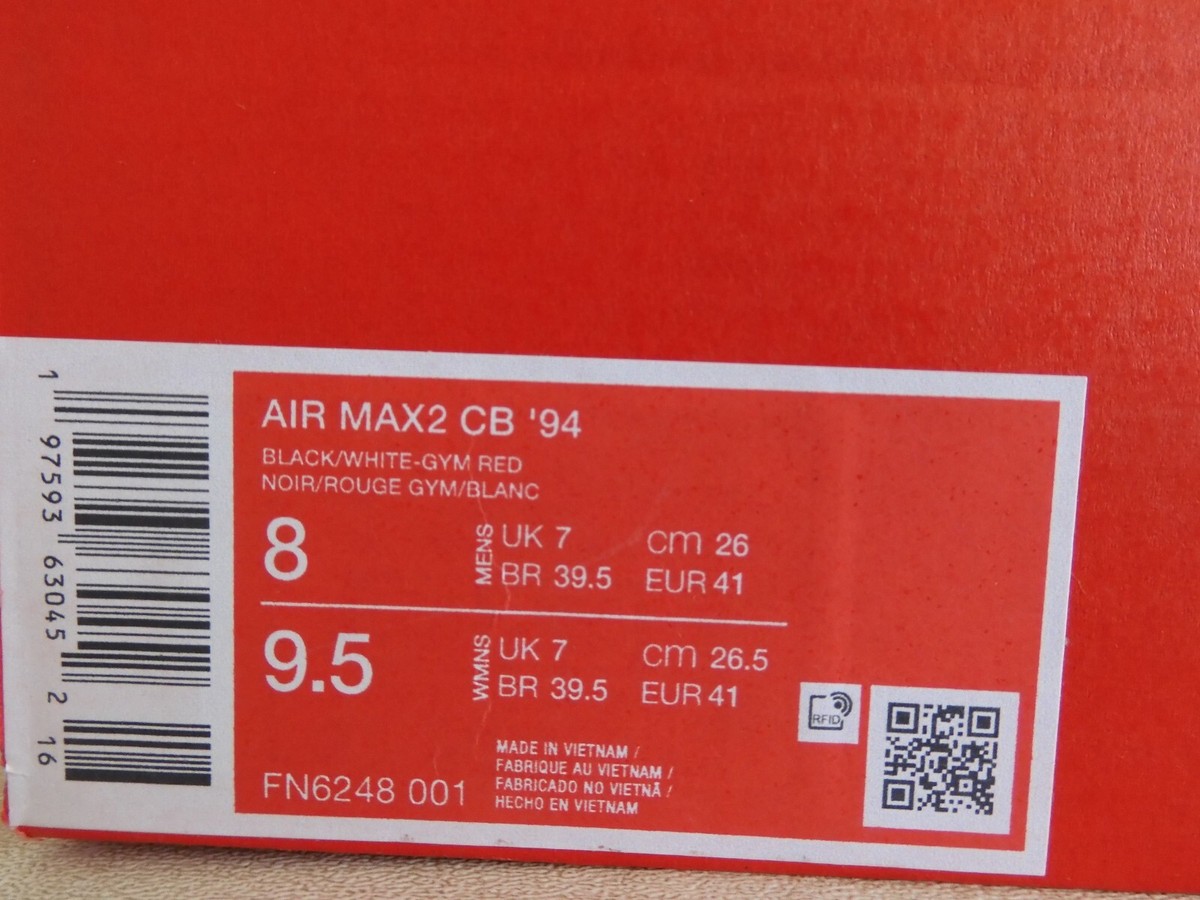 AIR MAX2 CB '94
BLACK/WHITE-GYM RED
NOIR/ROUGE GYM/BLANC
8
MENS
UK 7 cm 26
BR 39.5 EUR 41
9.5
WMNS
UK 7 cm 26.5
BR 39.5 EUR 41
FN6248 001
MADE IN VIETNAM /
FABRIQUE AU VIETNAM /
FABRICADO NO VIETNÃ /
HECHO EN VIETNAM
RFID
1 97593 63045 2 16